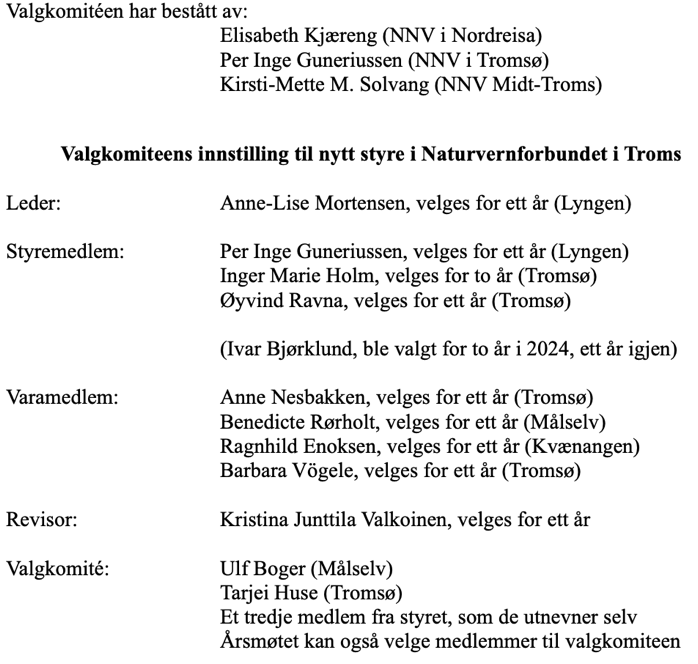 Valgkomitéen har bestått av:
Elisabeth Kjæreng (NNV i Nordreisa)
Per Inge Guneriussen (NNV i Tromsø)
Kirsti-Mette M. Solvang (NNV Midt-Troms)
Valgkomiteens innstilling til nytt styre i Naturvernforbundet i Troms
Leder: Anne-Lise Mortensen, velges for ett år (Lyngen)
Styremedlem: Per Inge Guneriussen, velges for ett år (Lyngen)
Inger Marie Holm, velges for to år (Tromsø)
Øyvind Ravna, velges for ett år (Tromsø)
(Ivar Bjørklund, ble valgt for to år i 2024, ett år igjen)
Varamedlem: Anne Nesbakken, velges for ett år (Tromsø)
Benedicte Rørholt, velges for ett år (Målselv)
Ragnhild Enoksen, velges for ett år (Kvænangen)
Barbara Vögele, velges for ett år (Tromsø)
Revisor: Kristina Junttila Valkoinen, velges for ett år
Valgkomité: Ulf Boger (Målselv)
Tarjei Huse (Tromsø)
Et tredje medlem fra styret, som de utnevner selv
Årsmøtet kan også velge medlemmer til valgkomiteen